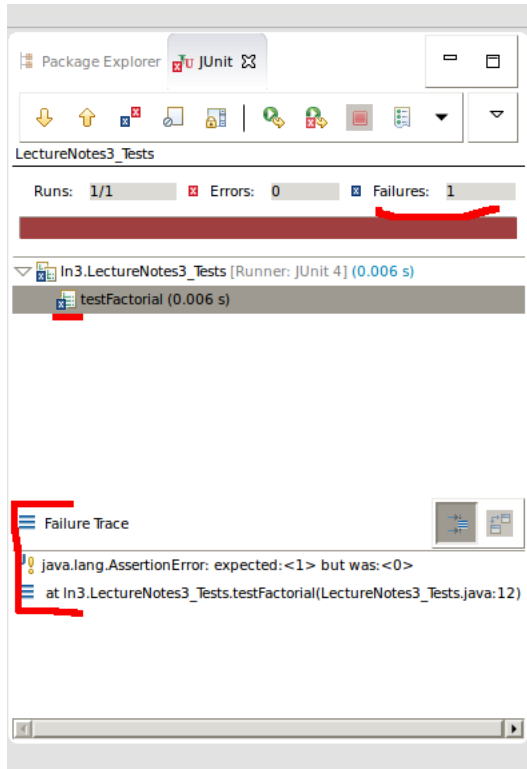 Package Explorer JUnit
LectureNotes3_Tests
Runs: 1/1 Errors: 0 Failures: 1
ln3.LectureNotes3_Tests [Runner: JUnit 4] (0.006 s)
testFactorial (0.006 s)
Failure Trace
java.lang.AssertionError: expected:<1> but was:<0>
at ln3.LectureNotes3_Tests.testFactorial(LectureNotes3_Tests.java:12)